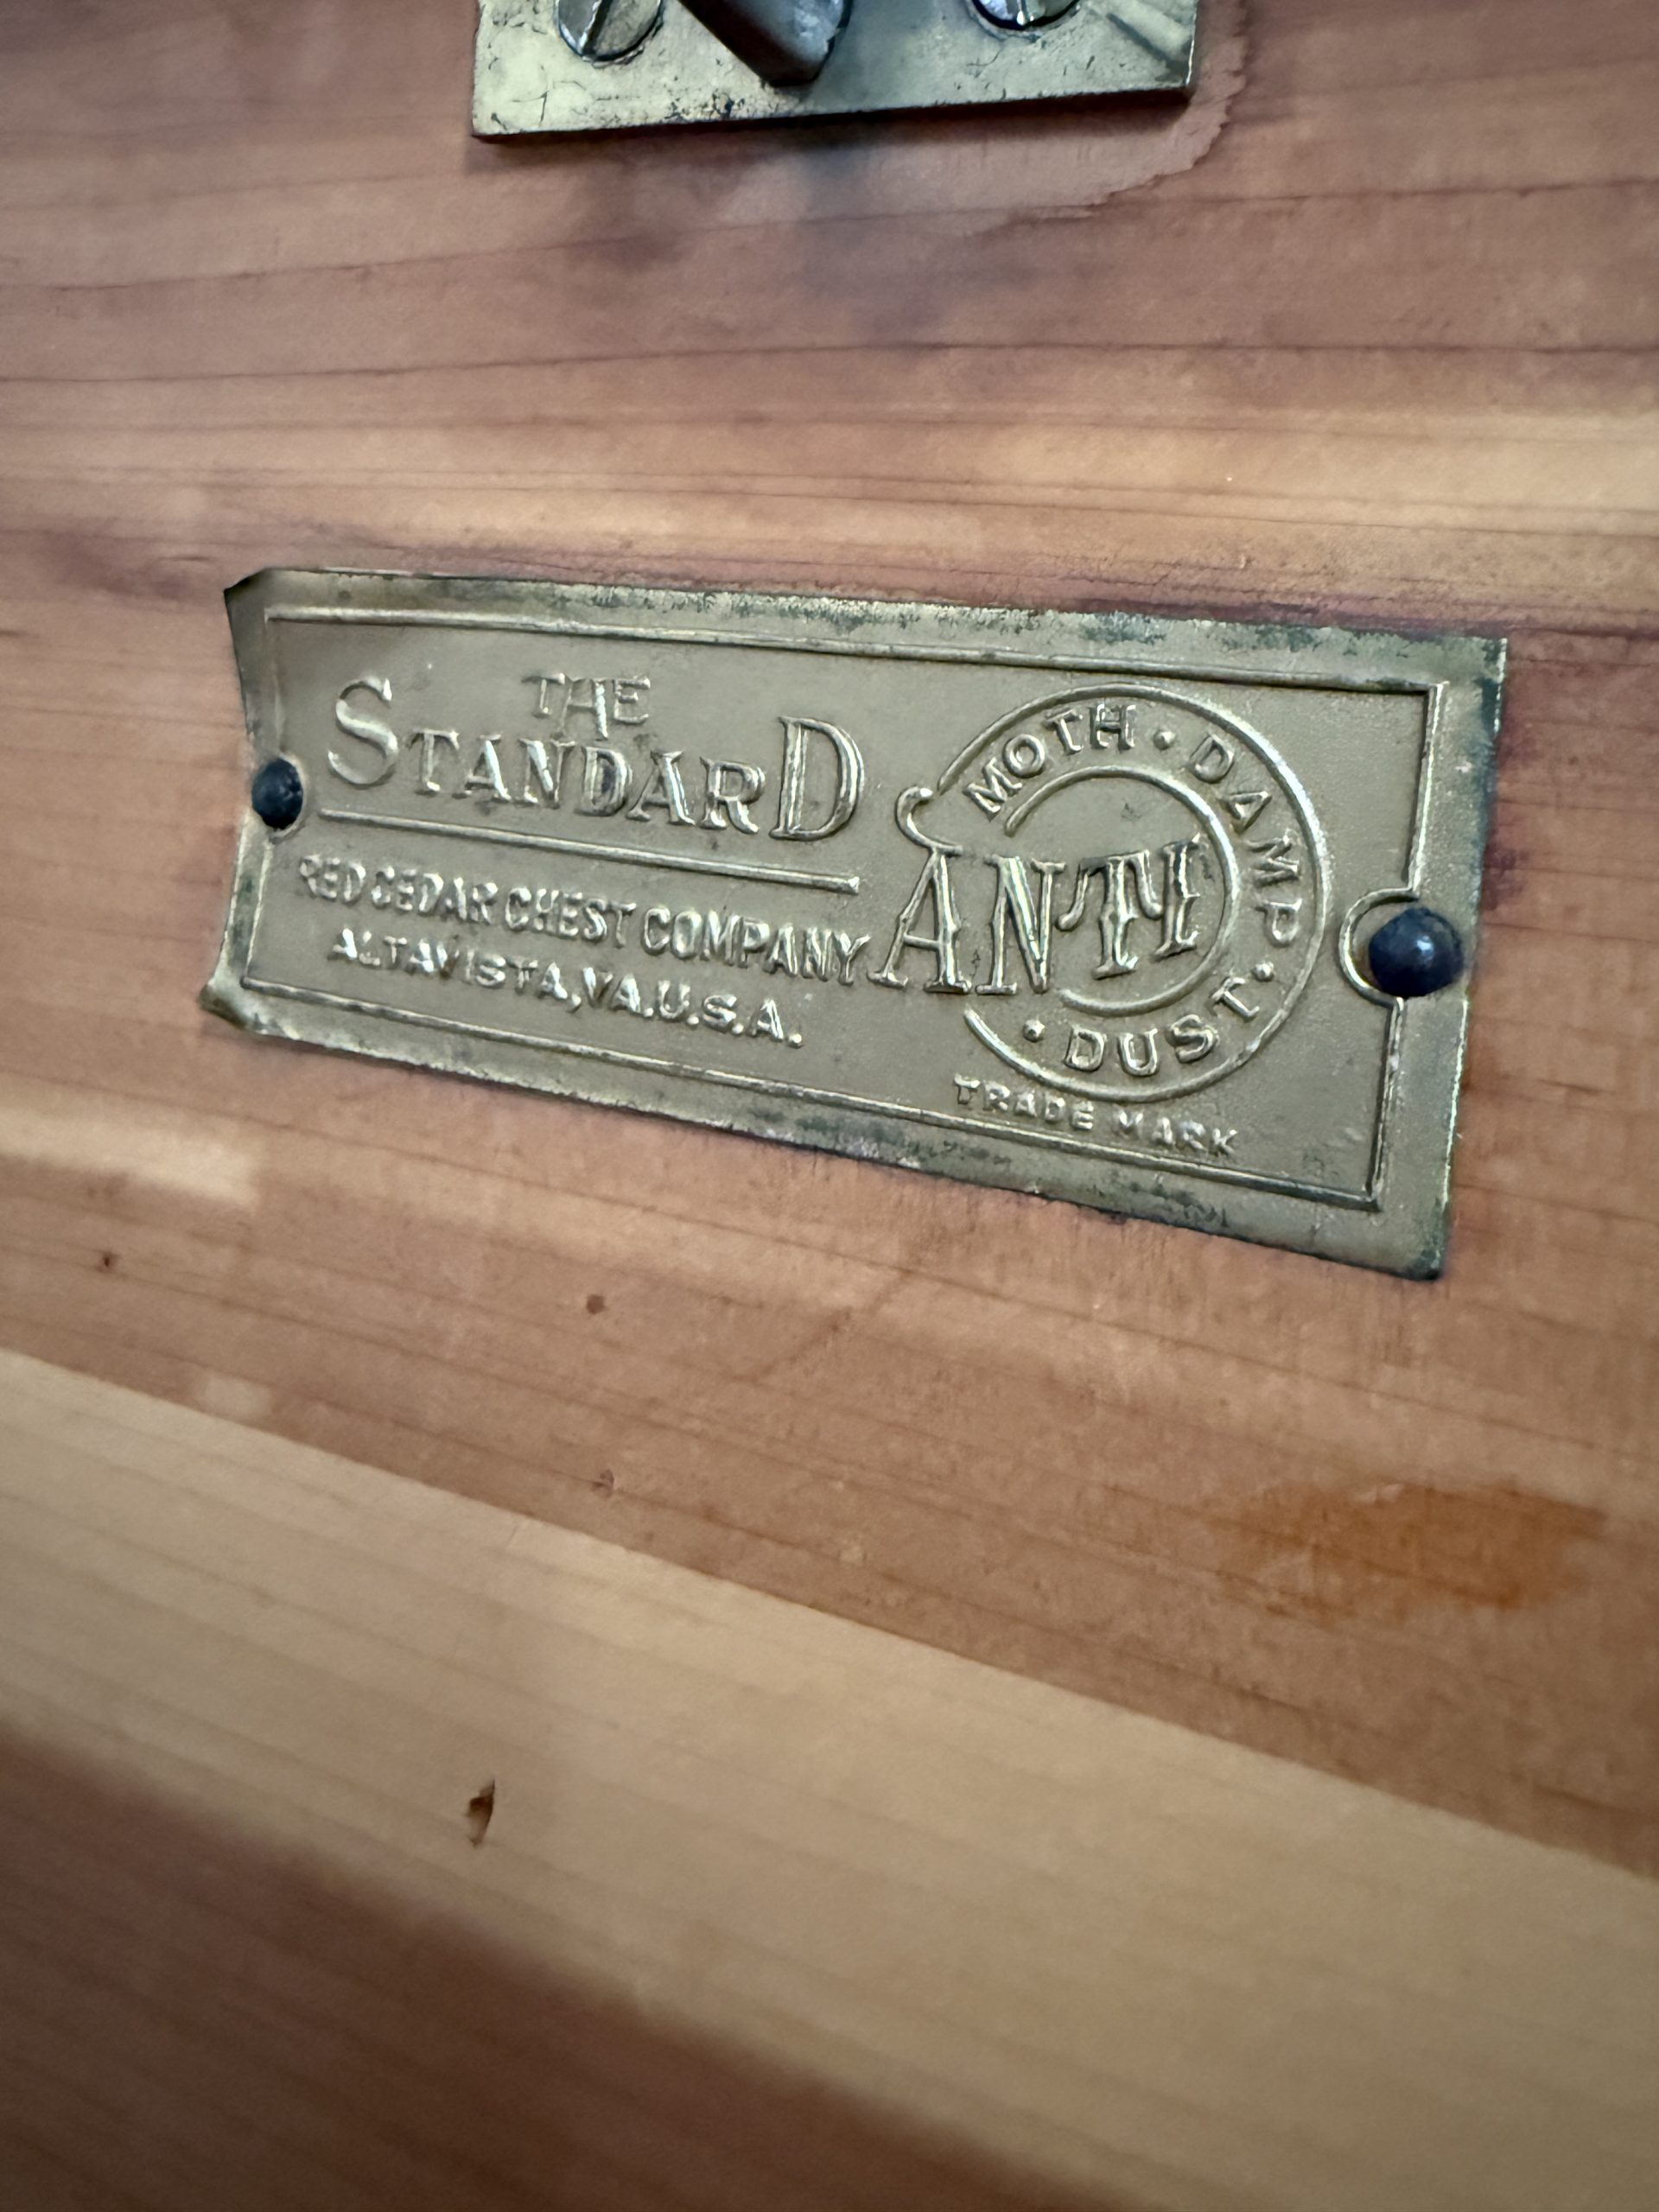 THE
STANDARD
RED CEDAR CHEST COMPANY
ALTAVISTA, VA. U.S.A.
MOTH • DAMP • DUST •
ANTI
TRADE MARK